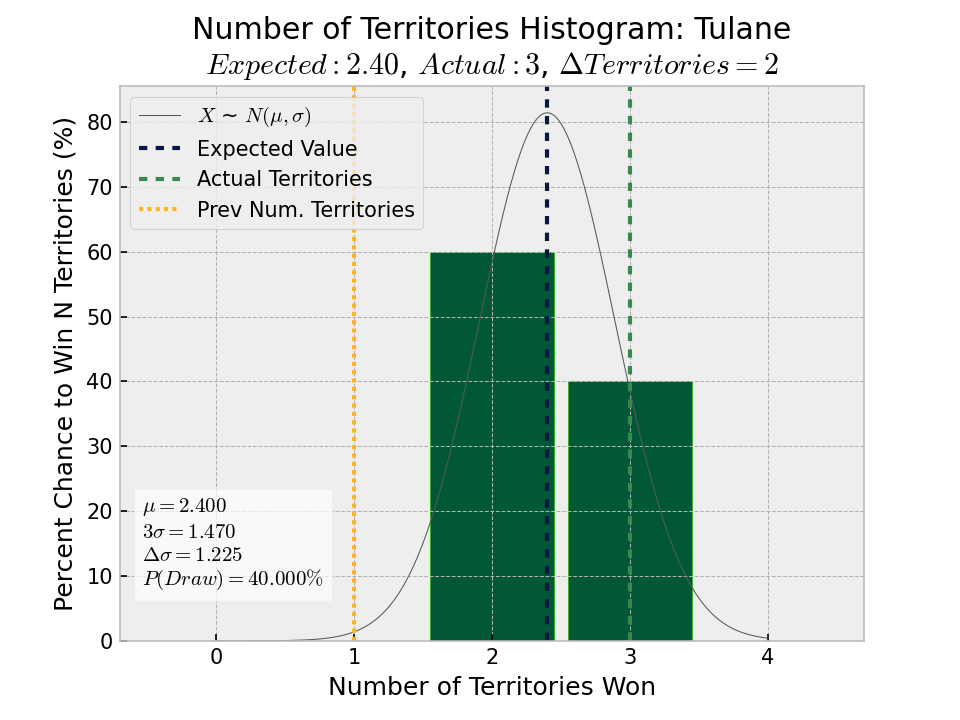 Number of Territories Histogram: Tulane
Expected : 2.40, Actual : 3, ΔTerritories = 2
Percent Chance to Win N Territories (%)
80
70
60
50
40
30
20
10
0
X ~ N(μ, σ)
Expected Value
Actual Territories
Prev Num. Territories
μ = 2.400
3σ = 1.470
Δσ = 1.225
P(Draw) = 40.000%
0 1 2 3 4
Number of Territories Won